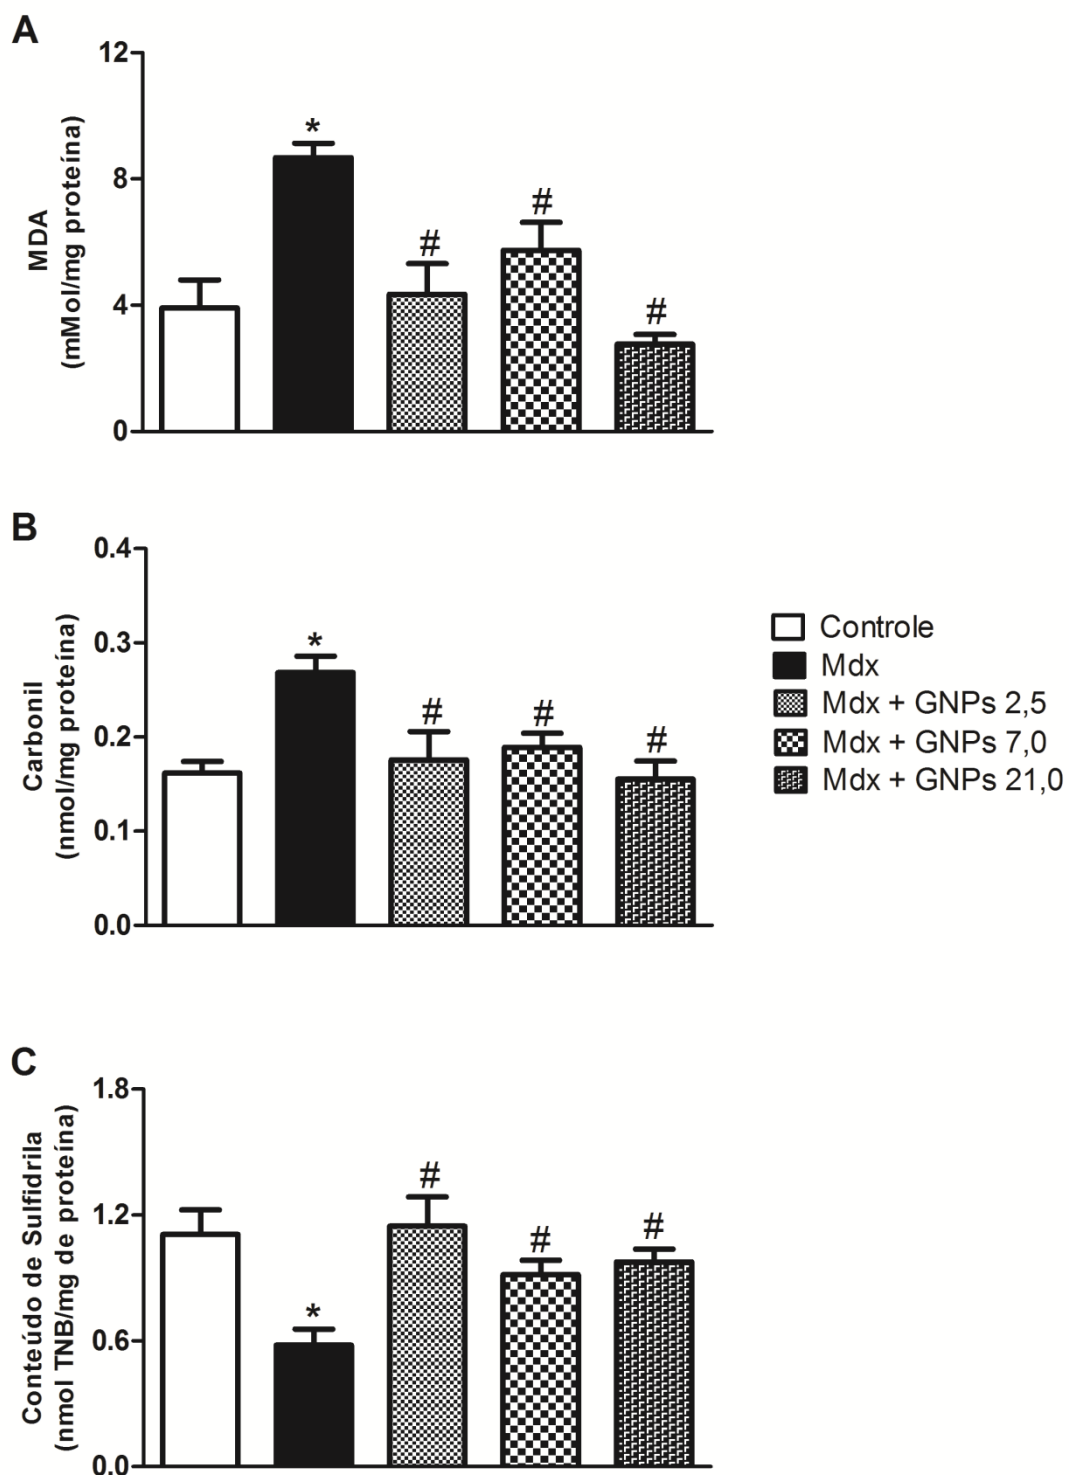 A
12
8
4
0
MDA
(mMol/mg proteína)
*
#
#
#
B
0.4
0.3
0.2
0.1
0.0
Carbonil
(nmol/mg proteína)
*
#
#
#
Controle
Mdx
Mdx + GNPs 2,5
Mdx + GNPs 7,0
Mdx + GNPs 21,0
C
1.8
1.2
0.6
0.0
Conteúdo de Sulfidrila
(nmol TNB/mg de proteína)
*
#
#
#